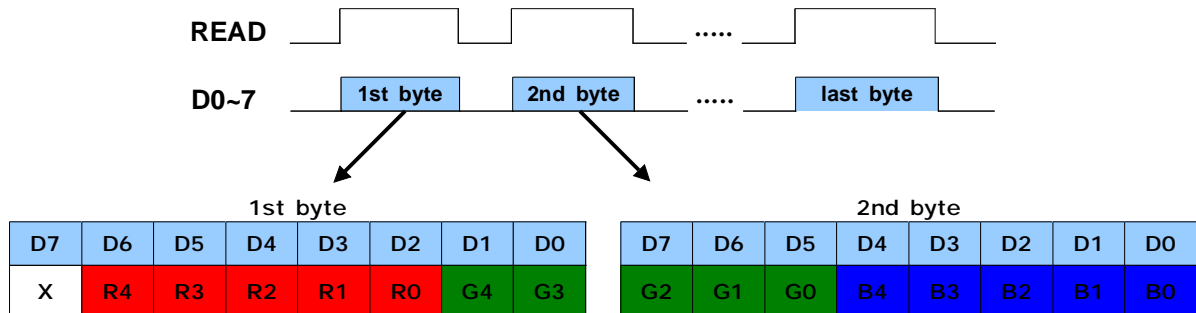 READ .....
D0~7 1st byte 2nd byte ..... last byte
1st byte 2nd byte
D7 D6 D5 D4 D3 D2 D1 D0 D7 D6 D5 D4 D3 D2 D1 D0
X R4 R3 R2 R1 R0 G4 G3 G2 G1 G0 B4 B3 B2 B1 B0